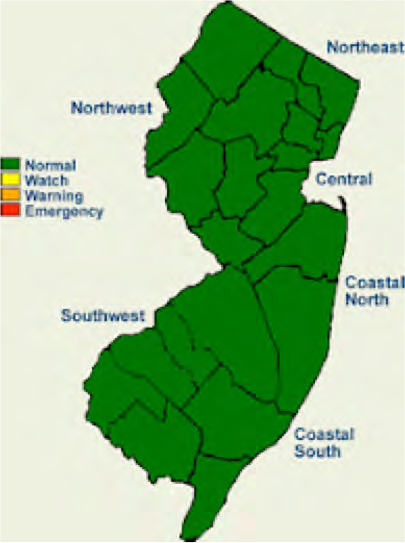 Northeast
Northwest
Normal
Watch
Warning
Emergency
Central
Coastal
North
Southwest
Coastal
South